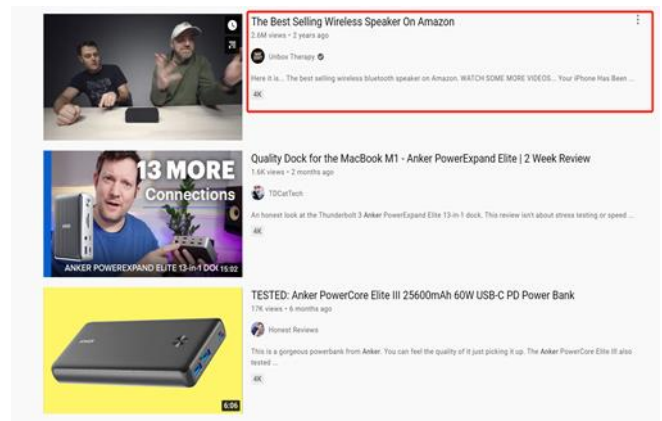 The Best Selling Wireless Speaker On Amazon
2.6M views • 2 years ago
Unbox Therapy
Here it is... The best selling wireless bluetooth speaker on Amazon. WATCH SOME MORE VIDEOS... Your iPhone Has Been ...
4K
13 MORE
Connections
ANKER POWEREXPAND ELITE 13-in-1 DOC
15:02
Quality Dock for the MacBook M1 - Anker PowerExpand Elite | 2 Week Review
1.6K views • 2 months ago
TDCatTech
An honest look at the Thunderbolt 3 Anker PowerExpand Elite 13-in-1 dock. This review isn't about stress testing or speed ...
4K
ANKER
6:06
TESTED: Anker PowerCore Elite III 25600mAh 60W USB-C PD Power Bank
17K views • 6 months ago
Honest Reviews
This is a gorgeous powerbank from Anker. You can feel the quality of it just picking it up. The Anker PowerCore Elite III also
tested ...
4K